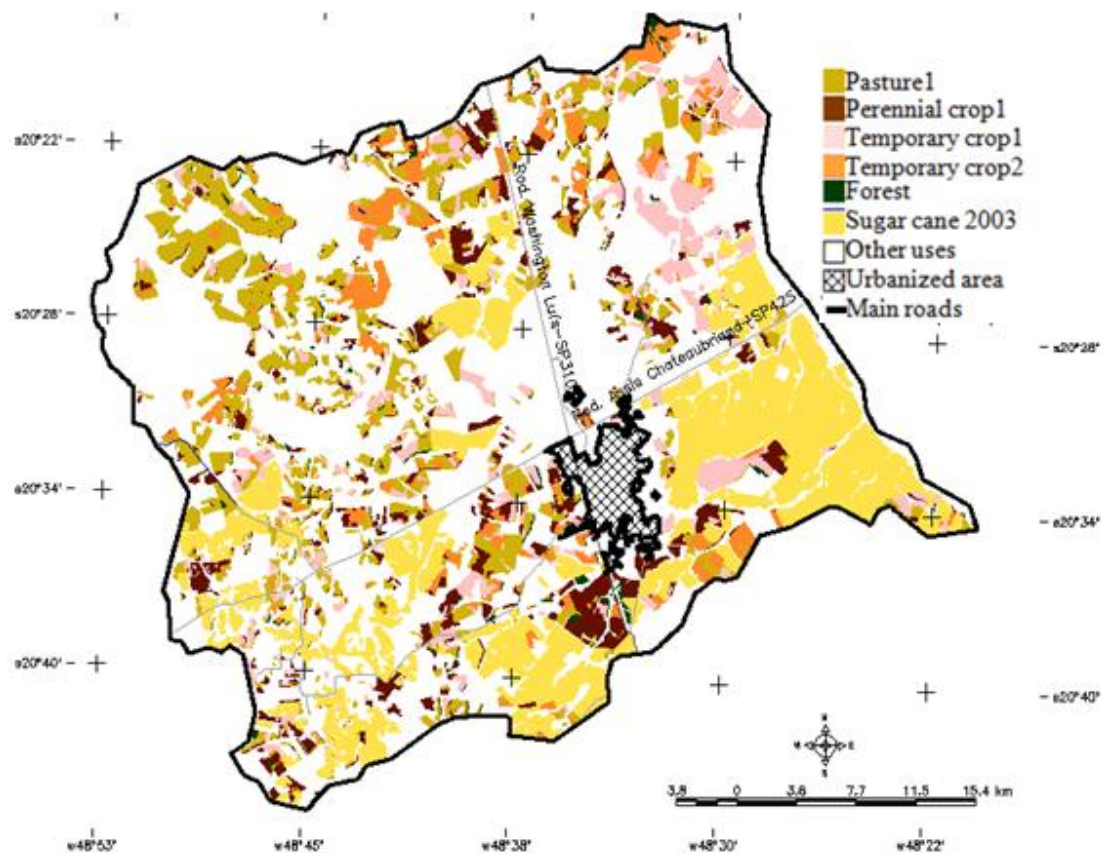 Pasture1
Perennial crop1
Temporary crop1
Temporary crop2
Forest
Sugar cane 2003
Other uses
Urbanized area
Main roads
s20°22'
s20°28'
s20°34'
s20°40'
s20°28'
s20°34'
s20°40'
Rod. Washington Luis-SP310
Rod. Assis Chateaubriand-SP425
N
W
E
S
3.8 0 3.8 7.7 11.5 15.4 km
w48°53' w48°45' w48°38' w48°30' w48°22'